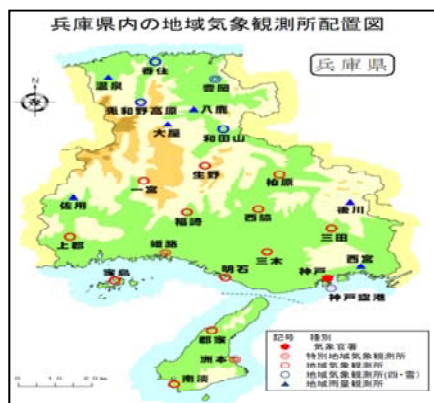 兵庫県内の地域気象観測所配置図
兵庫県
香住
温泉
豊岡
N
兎和野高原
八鹿
大屋
和田山
生野
柏原
一宮
佐用
後川
福崎
西脇
三田
上郡
姫路
三木
西宮
家島
明石
神戸
神戸空港
郡家
洲本
南淡
記号 種別
気象官署
特別地域気象観測所
地域気象観測所
地域気象観測所(四・雪)
地域雨量観測所